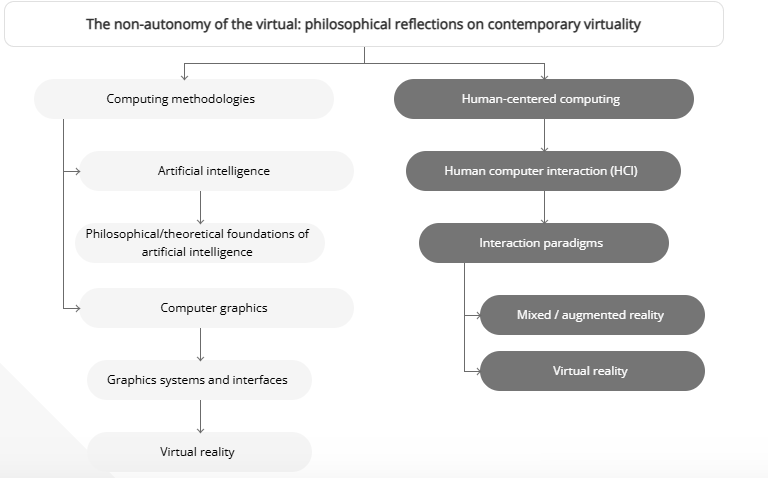 The non-autonomy of the virtual: philosophical reflections on contemporary virtuality
Computing methodologies
Artificial intelligence
Philosophical/theoretical foundations of
artificial intelligence
Computer graphics
Graphics systems and interfaces
Virtual reality
Human-centered computing
Human computer interaction (HCI)
Interaction paradigms
Mixed / augmented reality
Virtual reality